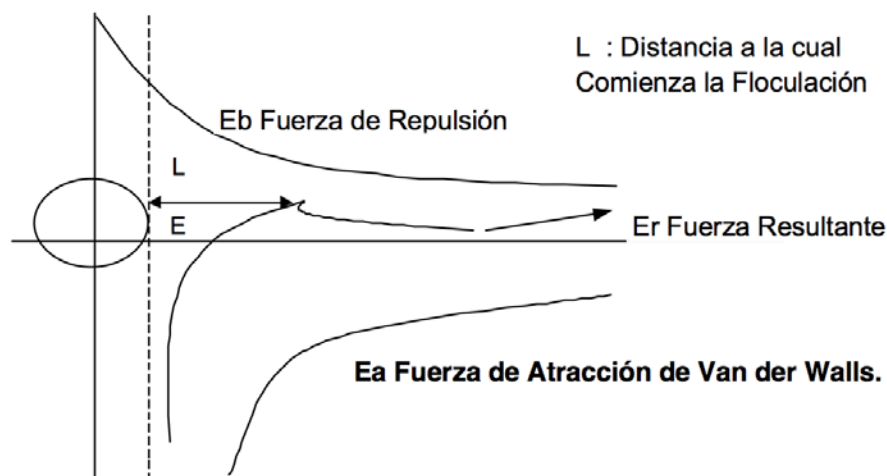 L : Distancia a la cual
Comienza la Floculación
Eb Fuerza de Repulsión
L
E
Er Fuerza Resultante
Ea Fuerza de Atracción de Van der Walls.